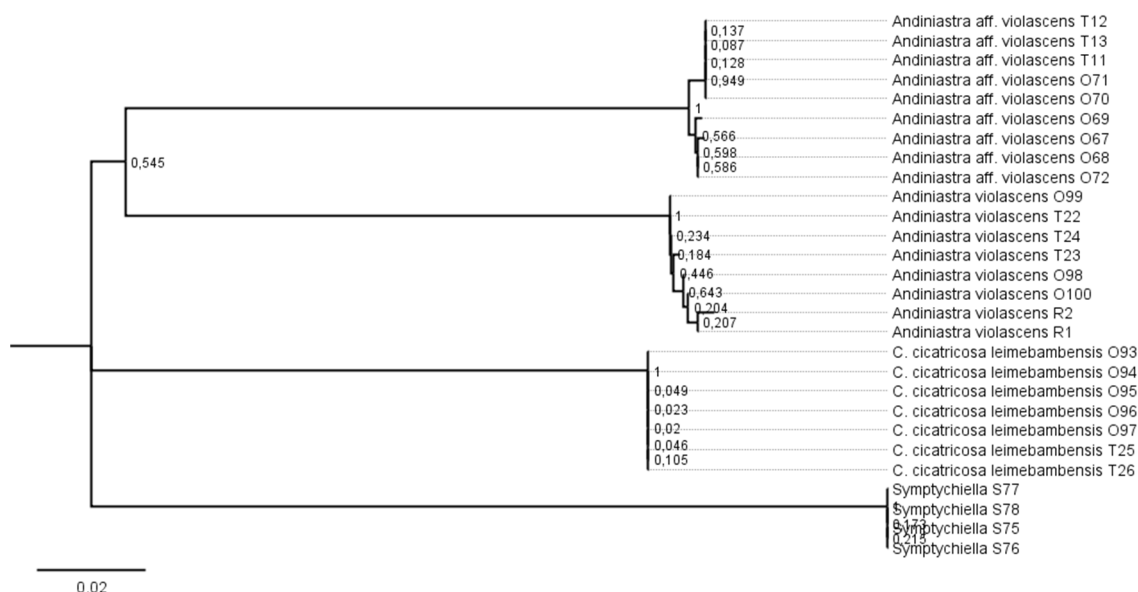 Andiniastra aff. violascens T12
0,137
Andiniastra aff. violascens T13
0,087
Andiniastra aff. violascens T11
0,128
Andiniastra aff. violascens O71
0,949
Andiniastra aff. violascens O70
1
Andiniastra aff. violascens O69
0,566
Andiniastra aff. violascens O67
0,598
Andiniastra aff. violascens O68
0,586
Andiniastra aff. violascens O72
0,545
Andiniastra violascens O99
1
Andiniastra violascens T22
0,234
Andiniastra violascens T24
0,184
Andiniastra violascens T23
0,446
Andiniastra violascens O98
0,643
Andiniastra violascens O100
0,204
Andiniastra violascens R2
0,207
Andiniastra violascens R1
C. cicatricosa leimebambensis O93
1
C. cicatricosa leimebambensis O94
0,049
C. cicatricosa leimebambensis O95
0,023
C. cicatricosa leimebambensis O96
0,02
C. cicatricosa leimebambensis O97
0,046
C. cicatricosa leimebambensis T25
0,105
C. cicatricosa leimebambensis T26
Symptychiella S77
1
Symptychiella S78
0,173
Symptychiella S75
0,215
Symptychiella S76
0.02